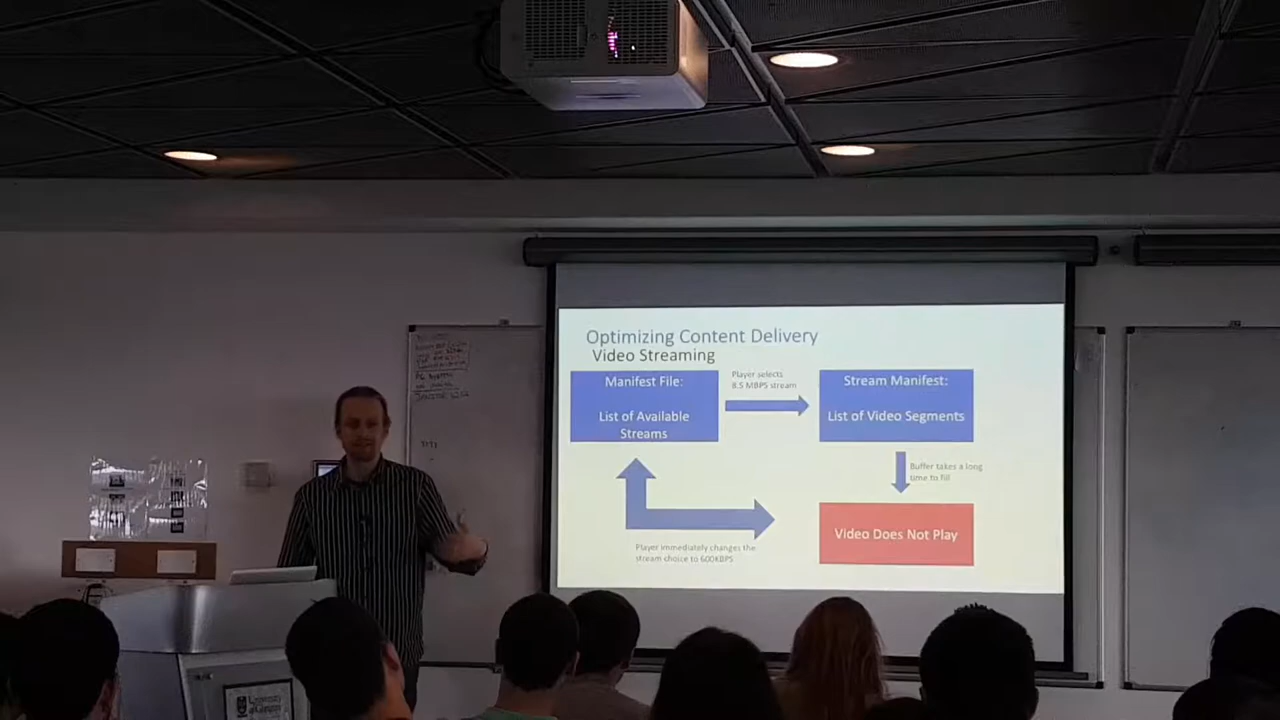 Optimizing Content Delivery
Video Streaming
Manifest File:
List of Available
Streams
Player selects
8.5 MBPS stream
Stream Manifest:
List of Video Segments
Buffer takes a long
time to fill
Video Does Not Play
Player immediately changes the
stream choice to 600KBPS
University